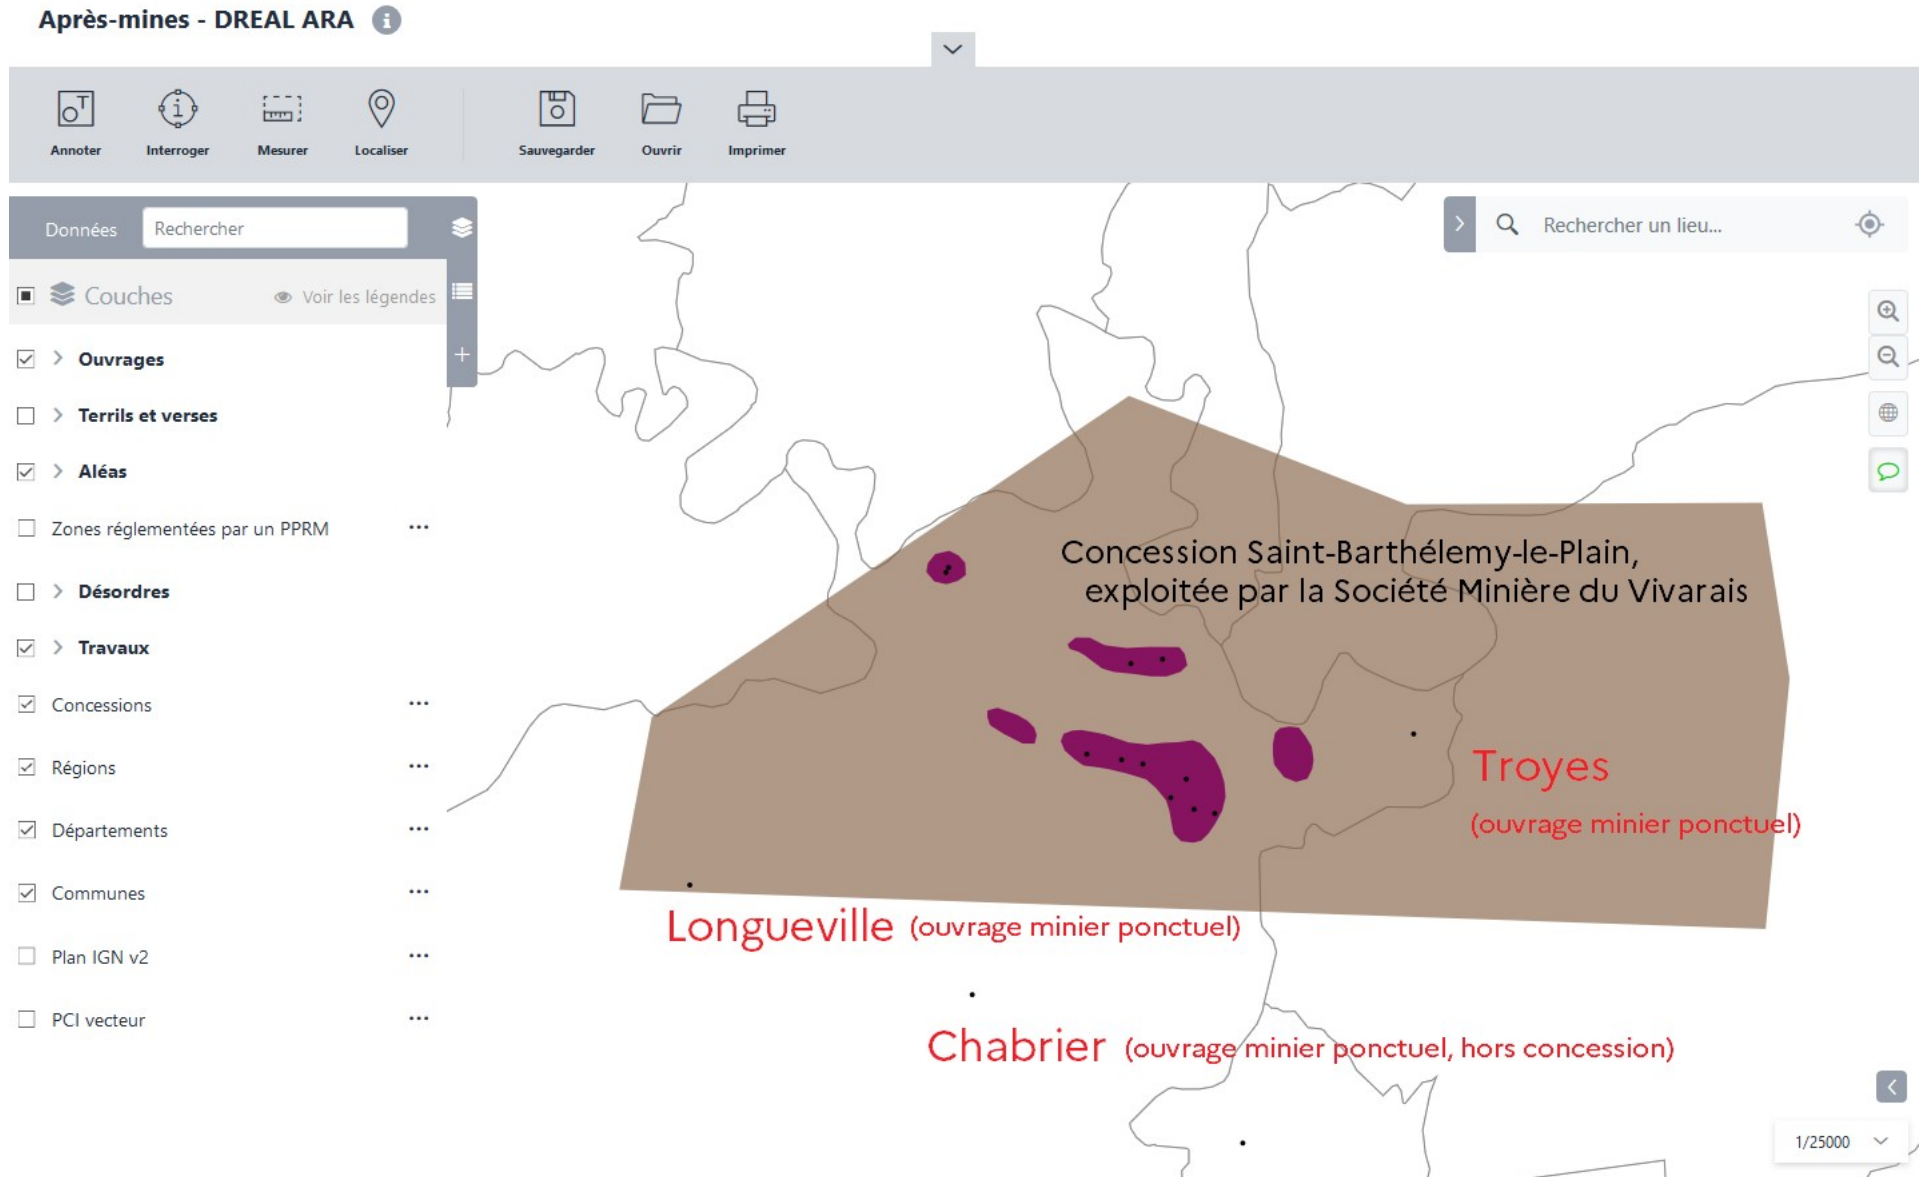 Après-mines - DREAL ARA
Annoter
Interroger
Mesurer
Localiser
Sauvegarder
Ouvrir
Imprimer
Données
Rechercher
Rechercher un lieu...
Couches
Voir les légendes
Ouvrages
Terrils et verses
Aléas
Zones réglementées par un PPRM
Désordres
Travaux
Concessions
Régions
Départements
Communes
Plan IGN v2
PCI vecteur
Concession Saint-Barthélemy-le-Plain,
exploitée par la Société Minière du Vivarais
Troyes
(ouvrage minier ponctuel)
Longueville (ouvrage minier ponctuel)
Chabrier (ouvrage minier ponctuel, hors concession)
1/25000